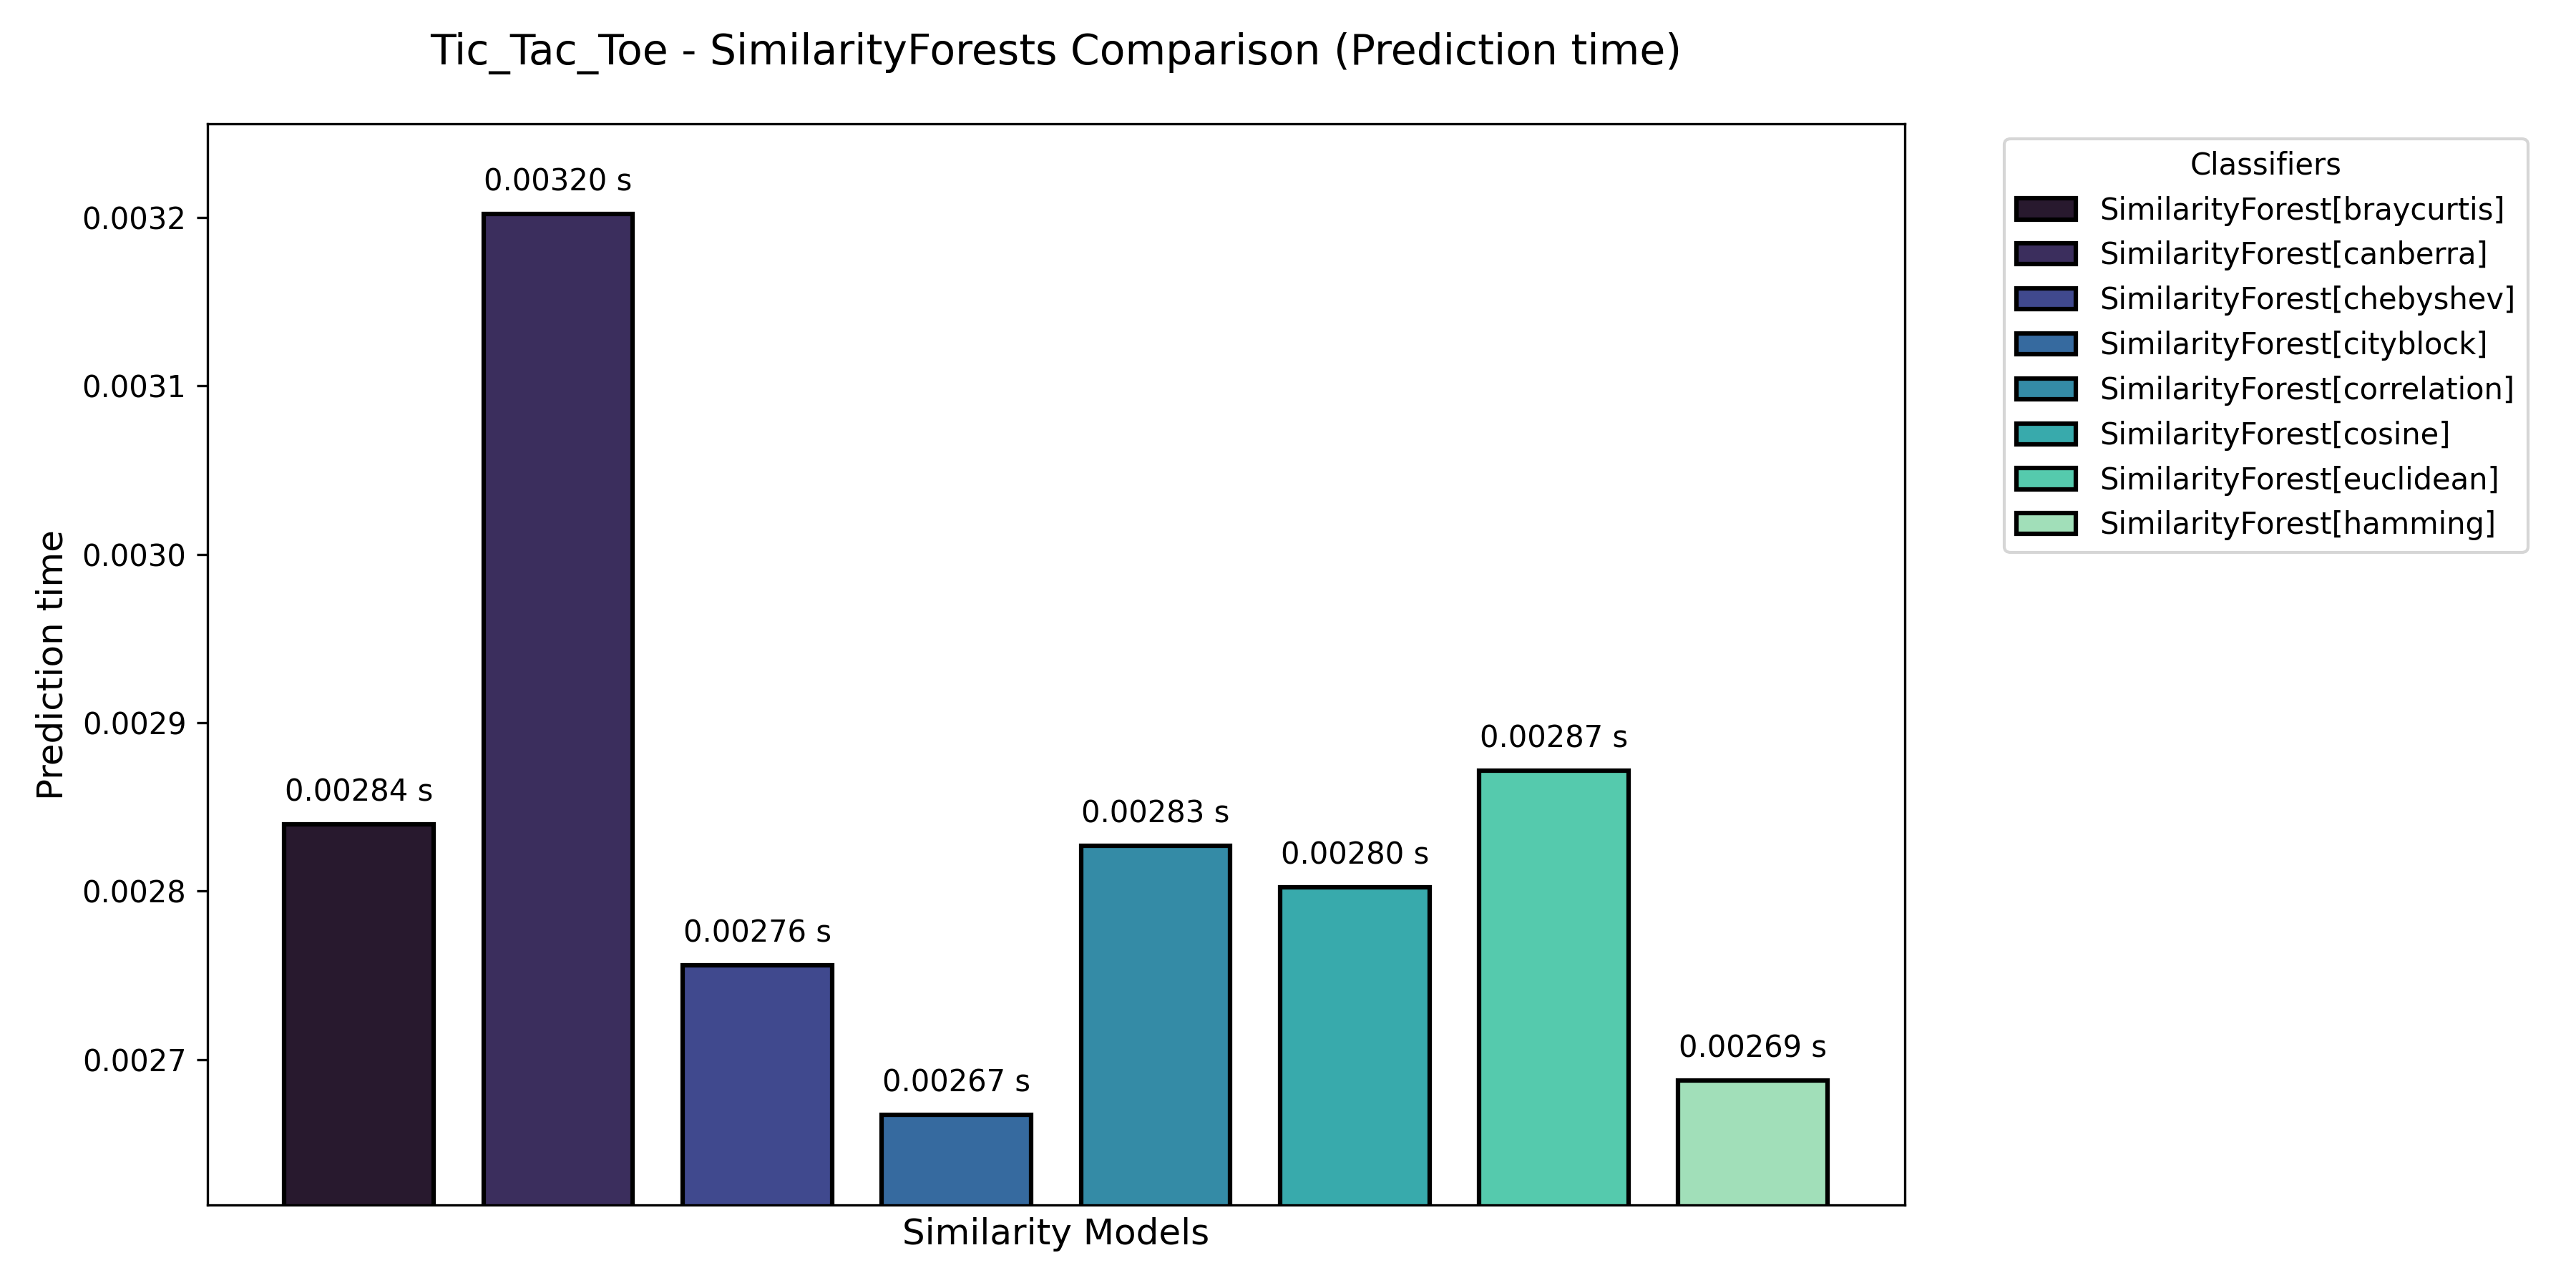 Tic_Tac_Toe - SimilarityForests Comparison (Prediction time)
Prediction time
0.0032
0.0031
0.0030
0.0029
0.0028
0.0027
0.00284 s
0.00320 s
0.00276 s
0.00267 s
0.00283 s
0.00280 s
0.00287 s
0.00269 s
Similarity Models
Classifiers
SimilarityForest[braycurtis]
SimilarityForest[canberra]
SimilarityForest[chebyshev]
SimilarityForest[cityblock]
SimilarityForest[correlation]
SimilarityForest[cosine]
SimilarityForest[euclidean]
SimilarityForest[hamming]